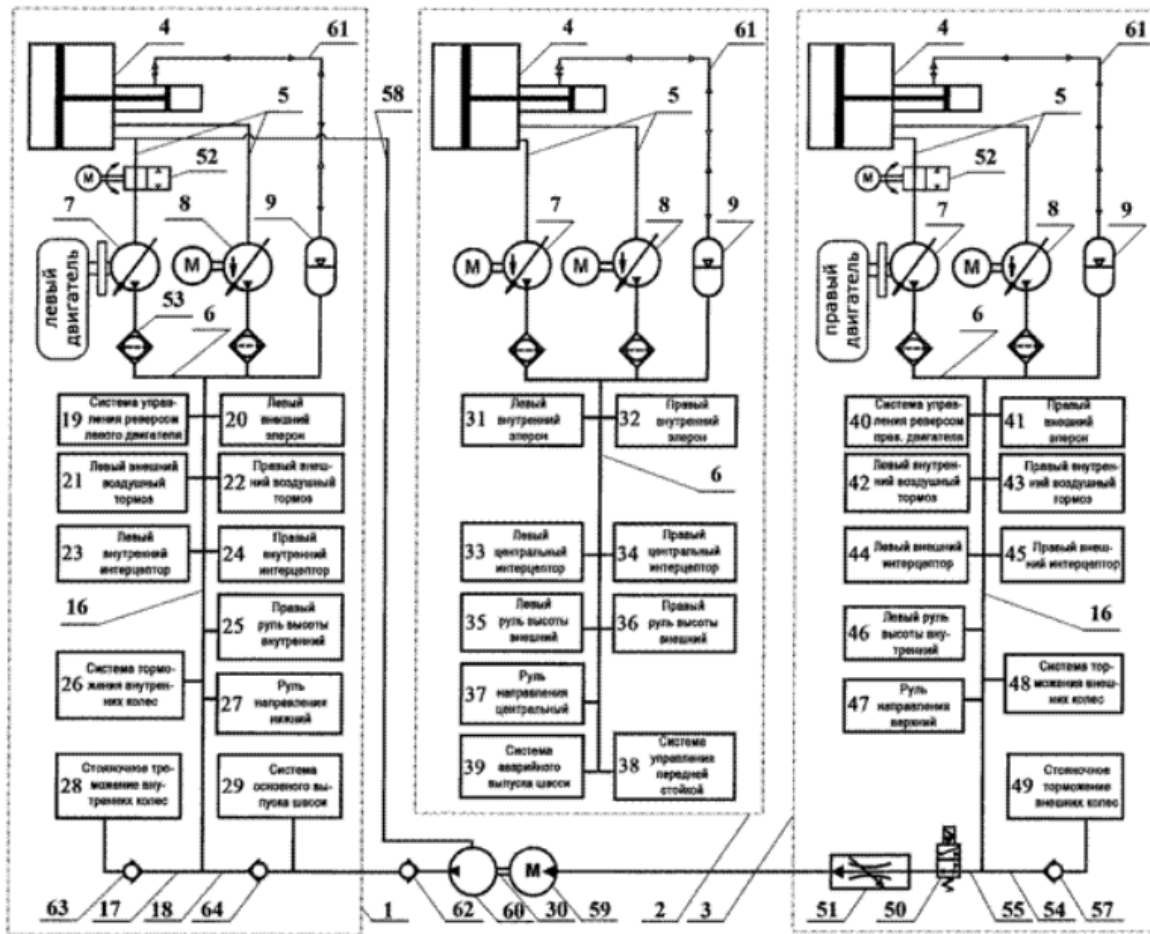 4
61
4
61
4
61
5
58
5
5
М
52
М
52
7
8
9
7
8
9
7
8
9
левый
двигатель
М
М
М
правый
двигатель
М
53
6
6
19 Система управ-
ления реверсом
левого двигателя
20 Левый
внешний
элерон
21 Левый внешний
воздушный
тормоз
22 Правый внеш-
ний воздушный
тормоз
23 Левый
внутренний
интерцептор
24 Правый
внутренний
интерцептор
16
25 Правый
руль высоты
внутренний
26 Система тормо-
жения внутрен-
них колес
27 Руль
направления
нижний
28 Стояночное тре-
можение вну-
тренних колес
29 Система
основного вы-
пуска шасси
31 Левый
внутренний
элерон
32 Правый
внутренний
элерон
6
33 Левый
центральный
интерцептор
34 Правый
центральный
интерцептор
35 Левый
руль высоты
внешний
36 Правый
руль высоты
внешний
37 Руль
направления
центральный
39 Система
аварийного
выпуска шасси
38 Система
управления
передней
стойкой
40 Система управ-
ления реверсом
прав. двигателя
41 Правый
внешний
элерон
42 Левый внутрен-
ний воздушный
тормоз
43 Правый внутрен-
ний воздушный
тормоз
44 Левый внешний
интерцептор
45 Правый внеш-
ний интерцептор
16
46 Левый руль
высоты вну-
тренний
47 Руль
направления
верхний
48 Система тор-
можения внеш-
них колес
49 Стояночное
торможение
внешних колес
М
63
17
18
64
1
62
60
30
59
2
3
51
50
55
54
57